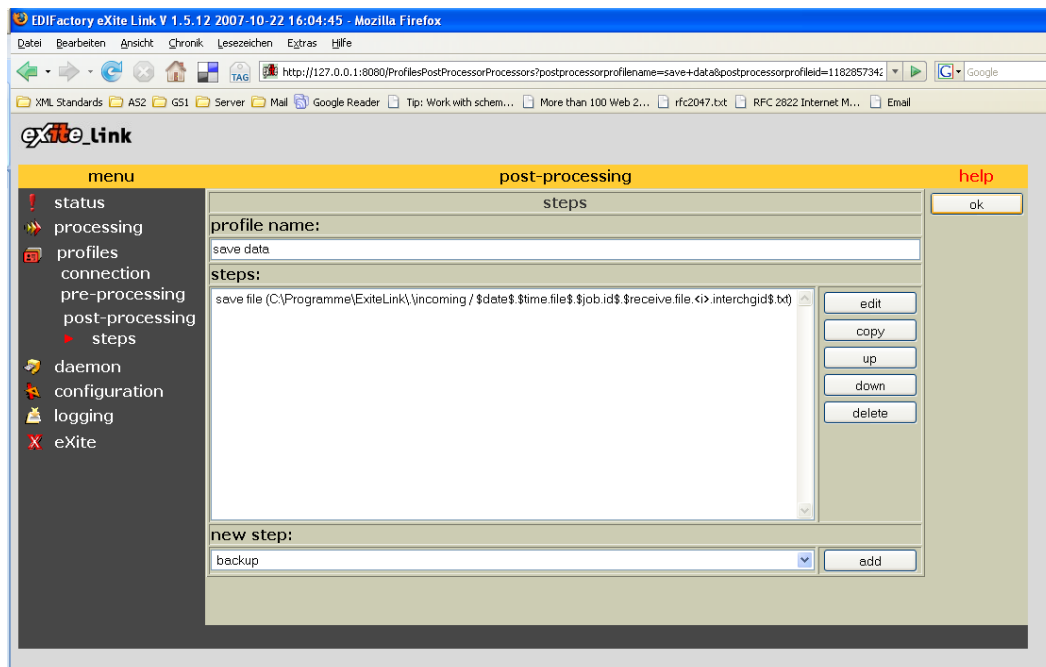 EDIFactory eXite Link V 1.5.12 2007-10-22 16:04:45 - Mozilla Firefox
Datei Bearbeiten Ansicht Chronik Lesezeichen Extras Hilfe
TAG http://127.0.0.1:8080/ProfilesPostProcessorProcessors?postprocessorprofilename=save+data&postprocessorprofileid=1182857342 G Google
XML Standards AS2 GS1 Server Mail Google Reader Tip: Work with schem... More than 100 Web 2... rfc2047.txt RFC 2822 Internet M... Email
eXite_link
menu post-processing help
status steps ok
processing profile name:
profiles save data
connection steps:
pre-processing save file (C:\Programme\ExiteLink\.\incoming / $date$.$time.file$.$job.id$.$receive.file.<i>.interchgid$.txt) edit
post-processing copy
steps up
daemon down
configuration delete
logging
eXite
new step:
backup add